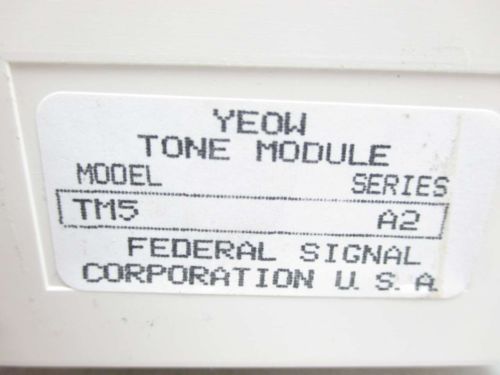 YEOW
TONE MODULE
MODEL SERIES
TM5 A2
FEDERAL SIGNAL
CORPORATION U. S. A